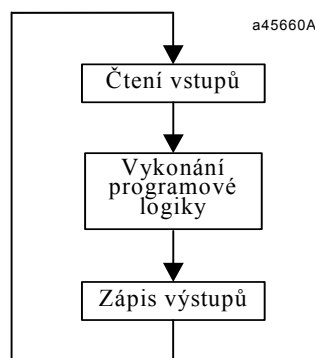 a45660A
Čtení vstupů
Vykonání
programové
logiky
Zápis výstupů